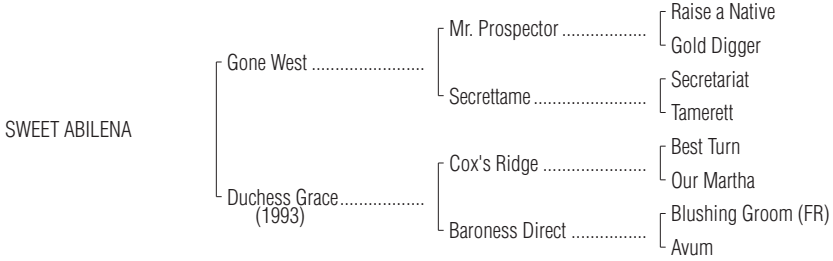 Raise a Native
Mr. Prospector ..................
Gold Digger
Gone West ........................
Secretariat
Secrettame ........................
Tamerett
SWEET ABILENA
Best Turn
Cox's Ridge ......................
Our Martha
Duchess Grace..................
(1993)
Blushing Groom (FR)
Baroness Direct ................
Avum